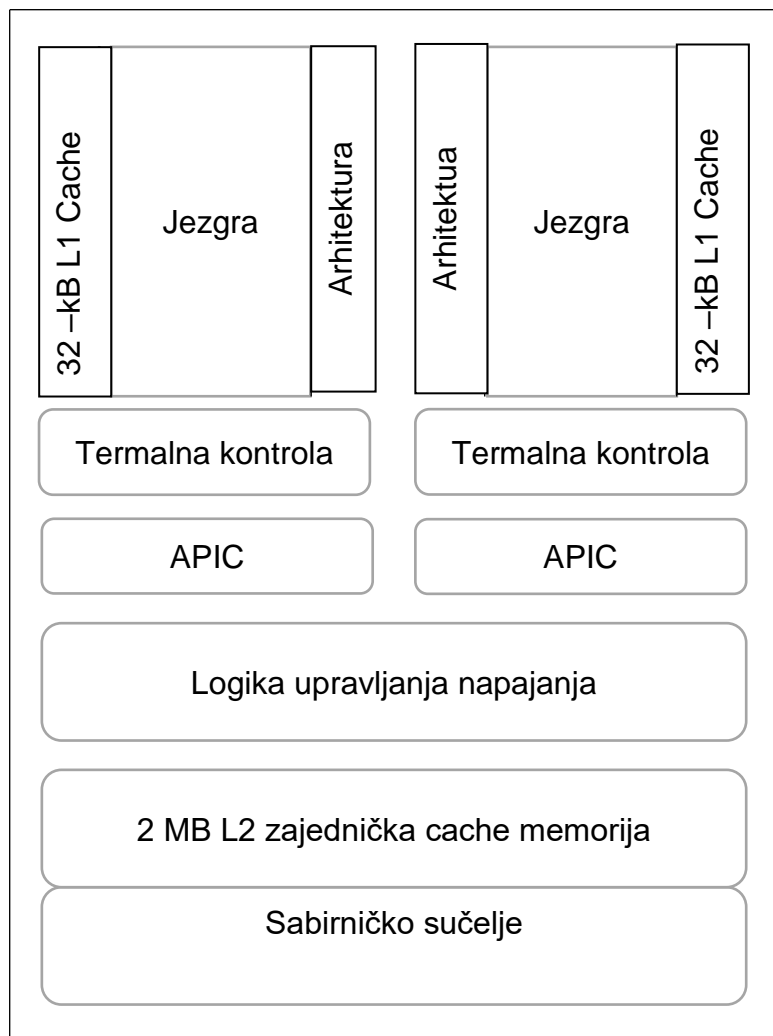 32 –kB L1 Cache
Jezgra
Arhitektura
Arhitektua
Jezgra
32 –kB L1 Cache
Termalna kontrola
Termalna kontrola
APIC
APIC
Logika upravljanja napajanja
2 MB L2 zajednička cache memorija
Sabirničko sučelje